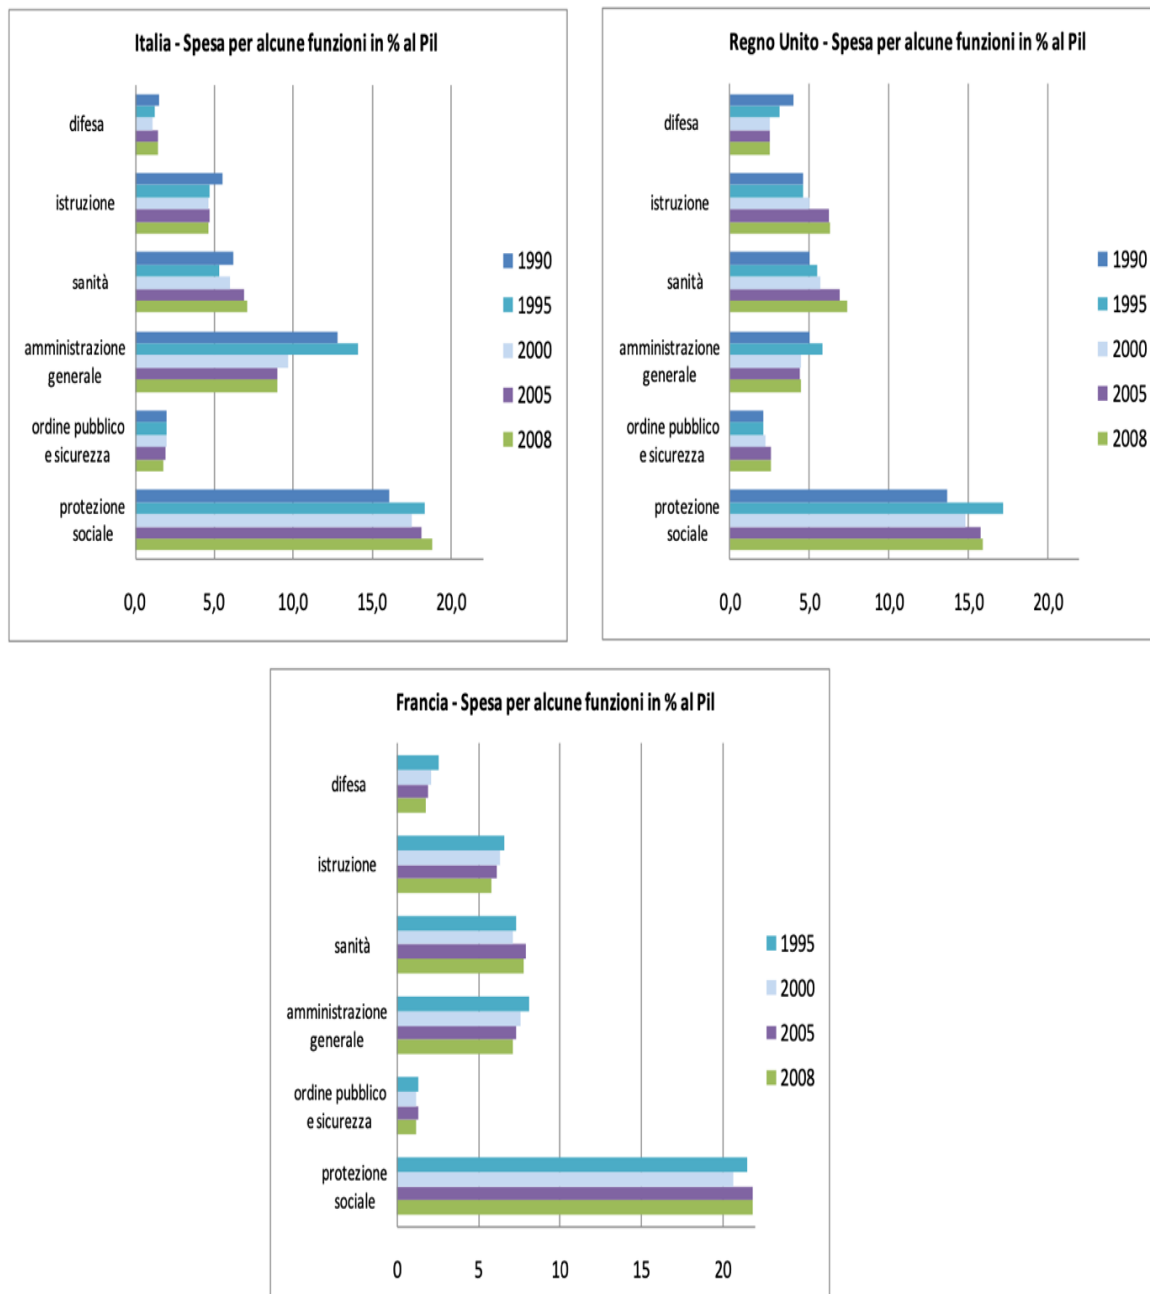 Italia - Spesa per alcune funzioni in % al Pil
difesa
istruzione
sanità
amministrazione
generale
ordine pubblico
e sicurezza
protezione
sociale
0,0 5,0 10,0 15,0 20,0
1990
1995
2000
2005
2008
Regno Unito - Spesa per alcune funzioni in % al Pil
difesa
istruzione
sanità
amministrazione
generale
ordine pubblico
e sicurezza
protezione
sociale
0,0 5,0 10,0 15,0 20,0
1990
1995
2000
2005
2008
Francia - Spesa per alcune funzioni in % al Pil
difesa
istruzione
sanità
amministrazione
generale
ordine pubblico
e sicurezza
protezione
sociale
0 5 10 15 20
1995
2000
2005
2008